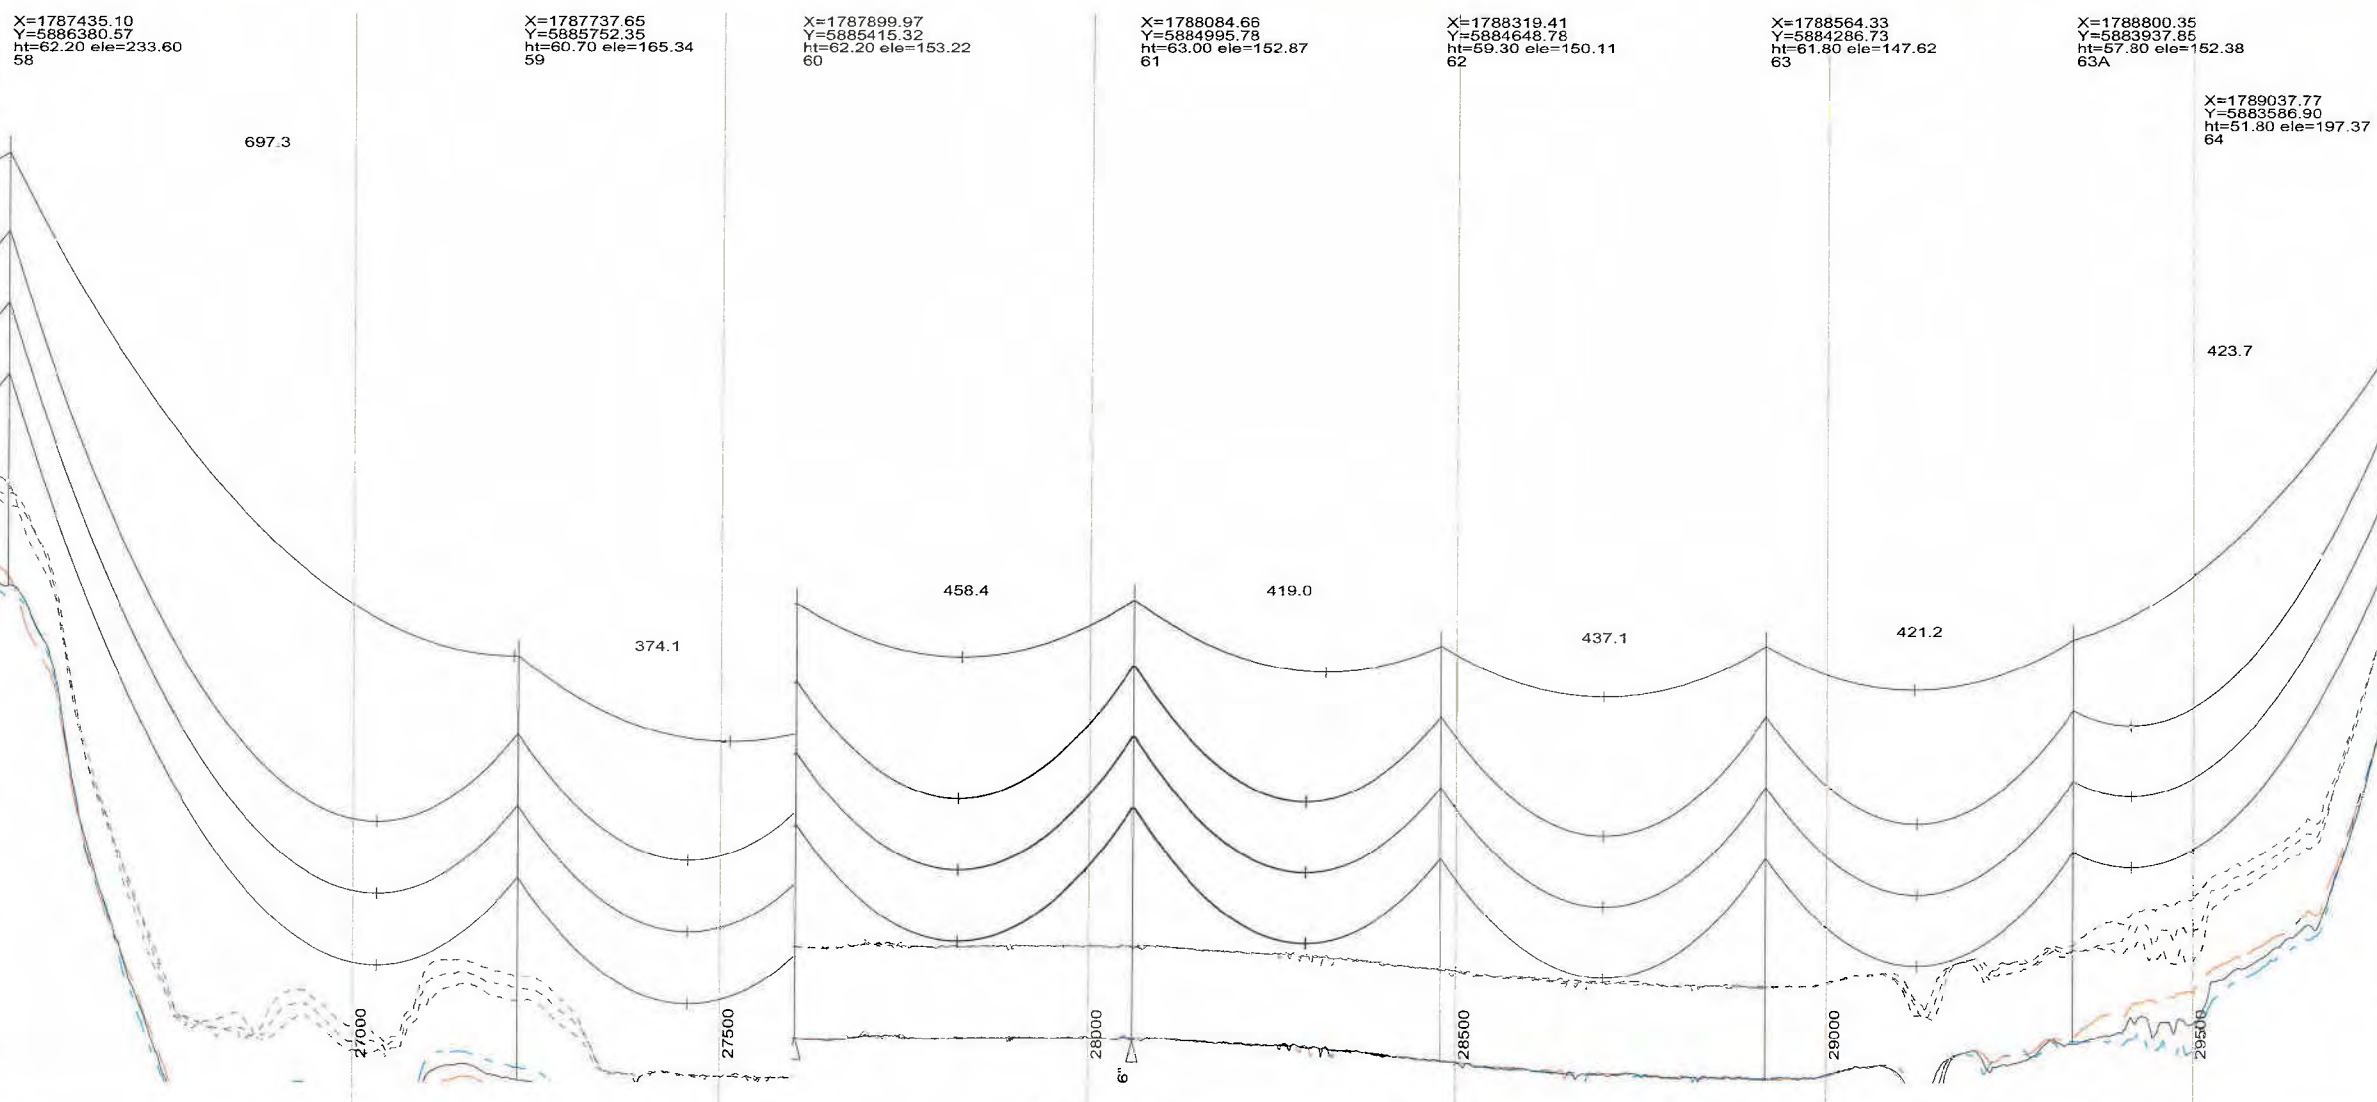 X=1787435.10
Y=5886380.57
ht=62.20 ele=233.60
58
X=1787737.65
Y=5885752.35
ht=60.70 ele=165.34
59
X=1787899.97
Y=5885415.32
ht=62.20 ele=153.22
60
X=1788084.66
Y=5884995.78
ht=63.00 ele=152.87
61
X=1788319.41
Y=5884648.78
ht=59.30 ele=150.11
62
X=1788564.33
Y=5884286.73
ht=61.80 ele=147.62
63
X=1788800.35
Y=5883937.85
ht=57.80 ele=152.38
63A
X=1789037.77
Y=5883586.90
ht=51.80 ele=197.37
64
697.3
374.1
458.4
419.0
437.1
421.2
423.7
27000
27500
28000
28500
29000
29500
6"